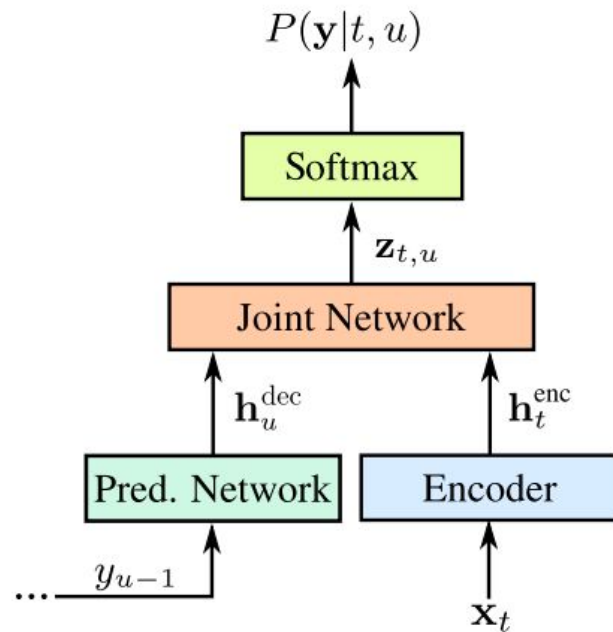 P(y|t, u)
Softmax
z_{t,u}
Joint Network
h_u^{dec} h_t^{enc}
Pred. Network Encoder
... y_{u-1}
x_t